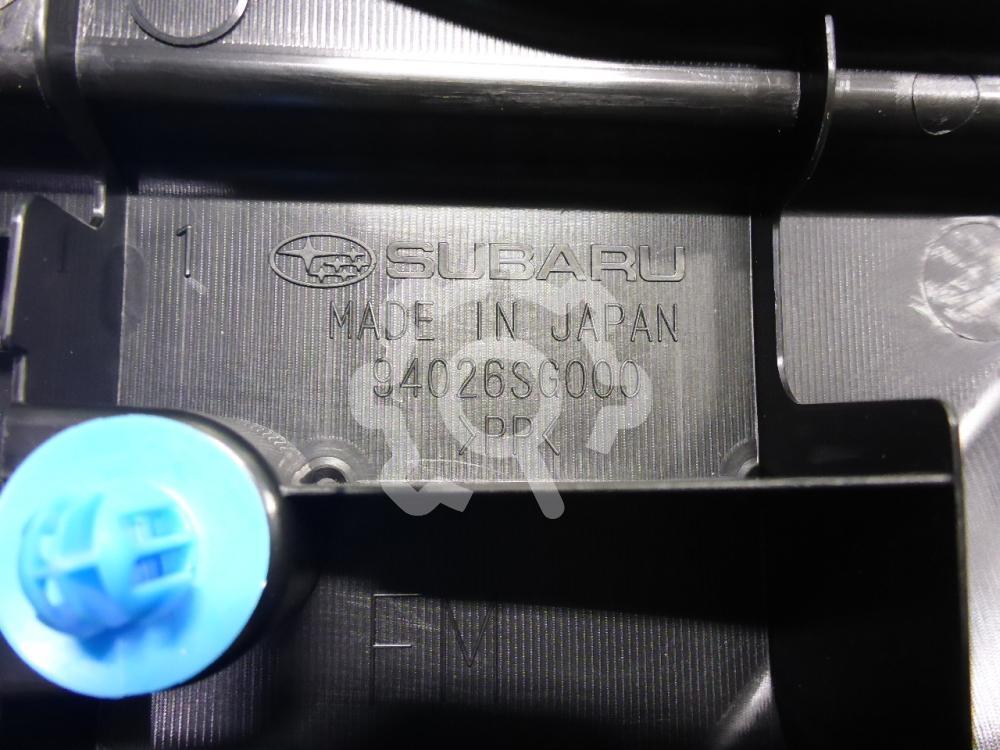 1
SUBARU
MADE IN JAPAN
94026SG000
>PP<
FM